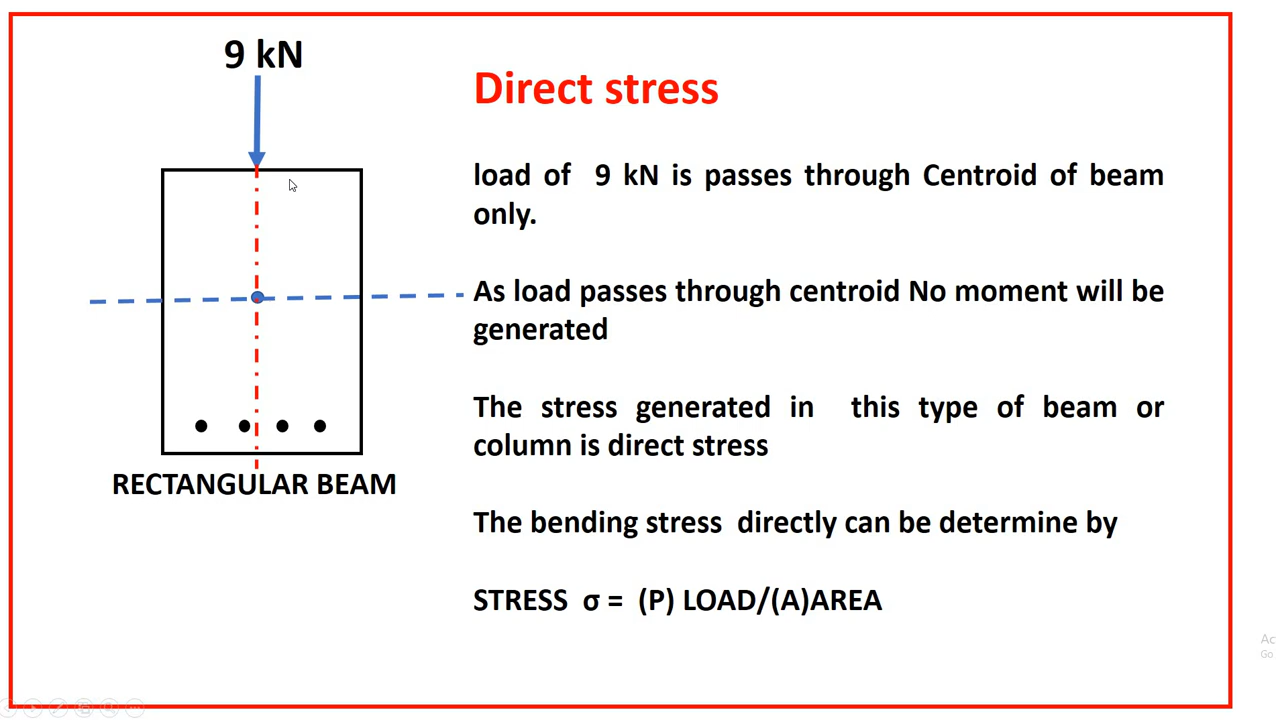 9 kN
Direct stress
load of 9 kN is passes through Centroid of beam
only.
As load passes through centroid No moment will be
generated
The stress generated in this type of beam or
column is direct stress
The bending stress directly can be determine by
STRESS σ = (P) LOAD/(A)AREA
RECTANGULAR BEAM
Ac
Go